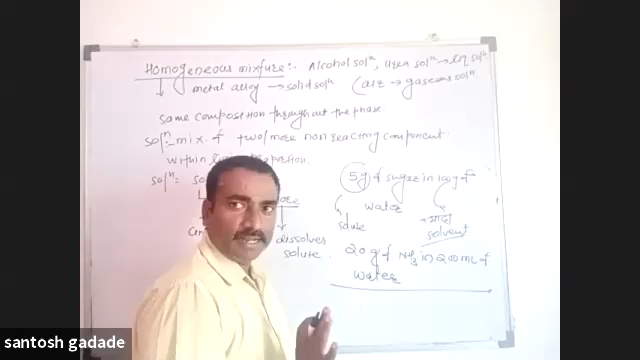 Homogeneous mixture:- Alcohol solⁿ, urea solⁿ → liq solⁿ
metal alloy → solid solⁿ (air → gaseous solⁿ
same composition throughout the phase
solⁿ:- mix. of two/more non reacting component
within
solⁿ =
5g of sugar in 100g of
water
solute
solvent
dissolves
solute.
20 g of NH₃ in 200 mL of
water
santosh gadade